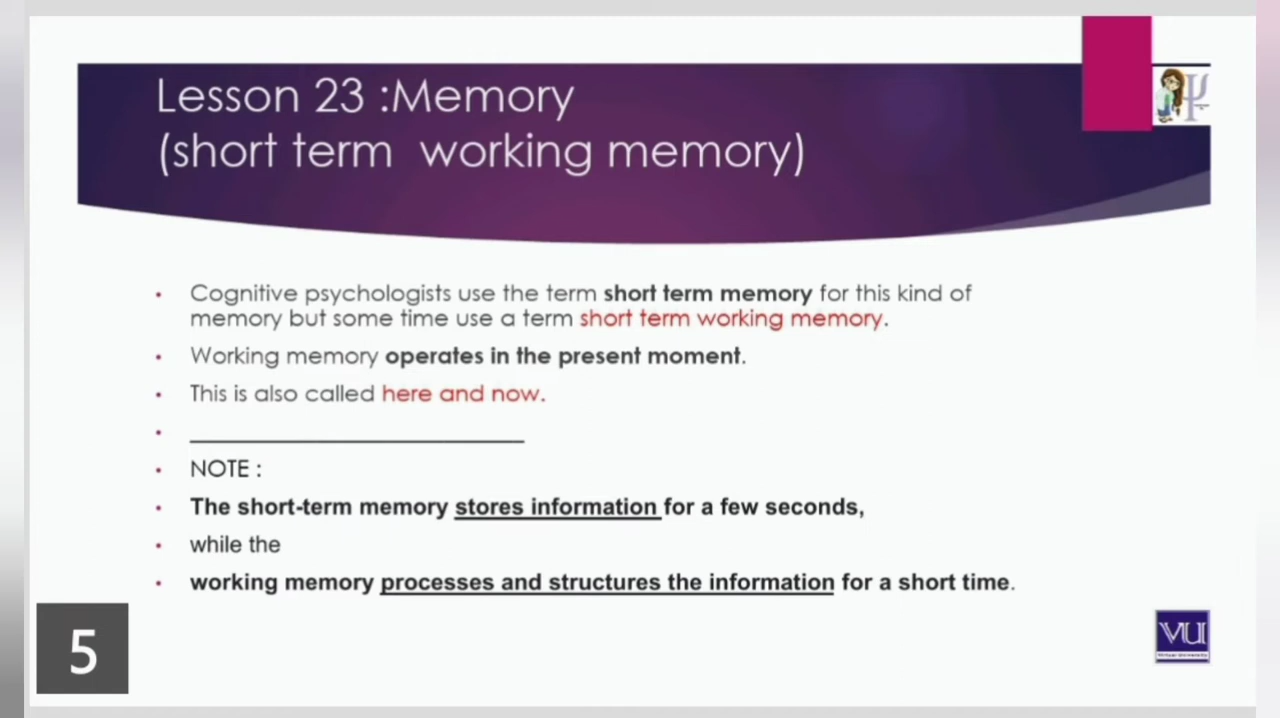 Lesson 23 :Memory
(short term working memory)
• Cognitive psychologists use the term short term memory for this kind of
memory but some time use a term short term working memory.
• Working memory operates in the present moment.
• This is also called here and now.
• ____________________________
• NOTE :
• The short-term memory stores information for a few seconds,
• while the
• working memory processes and structures the information for a short time.
5
VU